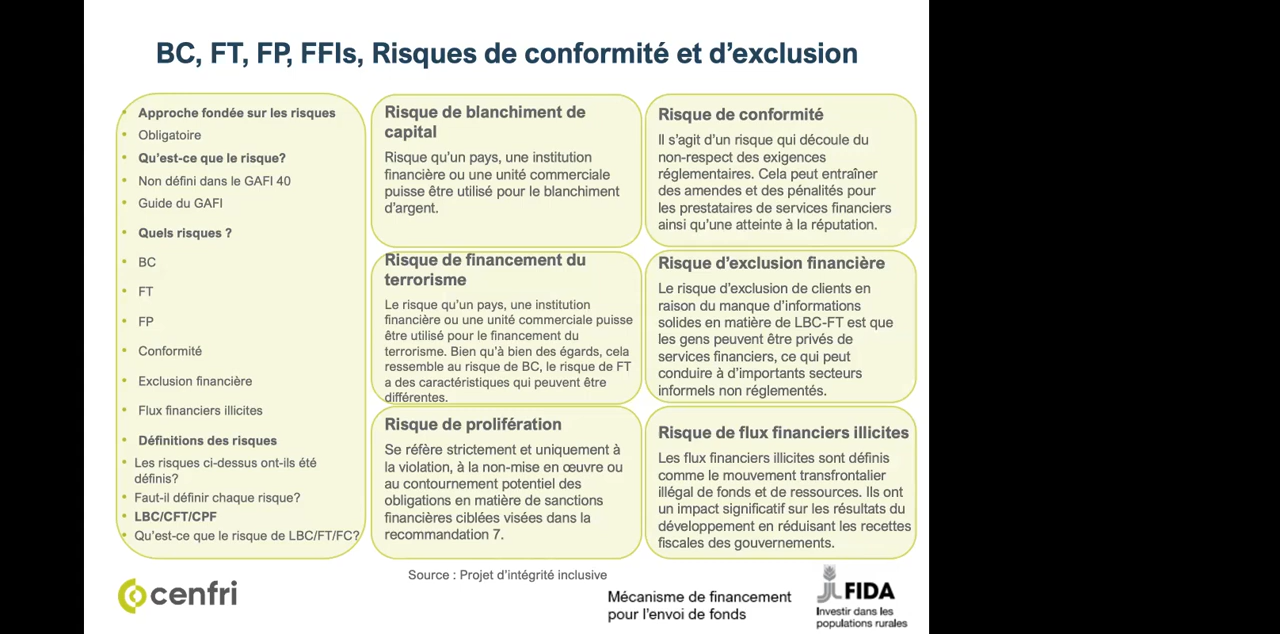 BC, FT, FP, FFIs, Risques de conformité et d'exclusion
• Approche fondée sur les risques
• Obligatoire
• Qu'est-ce que le risque?
• Non défini dans le GAFI 40
• Guide du GAFI
• Quels risques ?
• BC
• FT
• FP
• Conformité
• Exclusion financière
• Flux financiers illicites
• Définitions des risques
• Les risques ci-dessus ont-ils été
définis?
• Faut-il définir chaque risque?
• LBC/CFT/CPF
• Qu'est-ce que le risque de LBC/FT/FC?
Risque de blanchiment de
capital
Risque qu'un pays, une institution
financière ou une unité commerciale
puisse être utilisé pour le blanchiment
d'argent.
Risque de financement du
terrorisme
Le risque qu'un pays, une institution
financière ou une unité commerciale puisse
être utilisé pour le financement du
terrorisme. Bien qu'à bien des égards, cela
ressemble au risque de BC, le risque de FT
a des caractéristiques qui peuvent être
différentes.
Risque de prolifération
Se réfère strictement et uniquement à
la violation, à la non-mise en œuvre ou
au contournement potentiel des
obligations en matière de sanctions
financières ciblées visées dans la
recommandation 7.
Risque de conformité
Il s'agit d'un risque qui découle du
non-respect des exigences
réglementaires. Cela peut entraîner
des amendes et des pénalités pour
les prestataires de services financiers
ainsi qu'une atteinte à la réputation.
Risque d'exclusion financière
Le risque d'exclusion de clients en
raison du manque d'informations
solides en matière de LBC-FT est que
les gens peuvent être privés de
services financiers, ce qui peut
conduire à d'importants secteurs
informels non réglementés.
Risque de flux financiers illicites
Les flux financiers illicites sont définis
comme le mouvement transfrontalier
illégal de fonds et de ressources. Ils ont
un impact significatif sur les résultats du
développement en réduisant les recettes
fiscales des gouvernements.
Source : Projet d'intégrité inclusive
cenfri
Mécanisme de financement
pour l'envoi de fonds
FIDA
Investir dans les
populations rurales